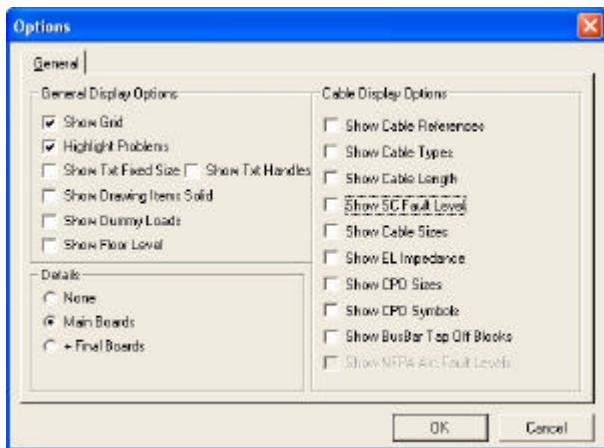 Options
General
General Display Options
Show Grid
Highlight Problems
Show Txt Fixed Size Show Txt Handles
Show Drawing Items Solid
Show Dummy Loads
Show Floor Level
Details
None
Main Boards
+ Final Boards
Cable Display Options
Show Cable References
Show Cable Types
Show Cable Length
Show SC Fault Level
Show Cable Sizes
Show EL Impedance
Show CPD Sizes
Show CPD Symbols
Show BusBar Tap Off Blocks
Show NFPA Arc Fault Levels
OK Cancel